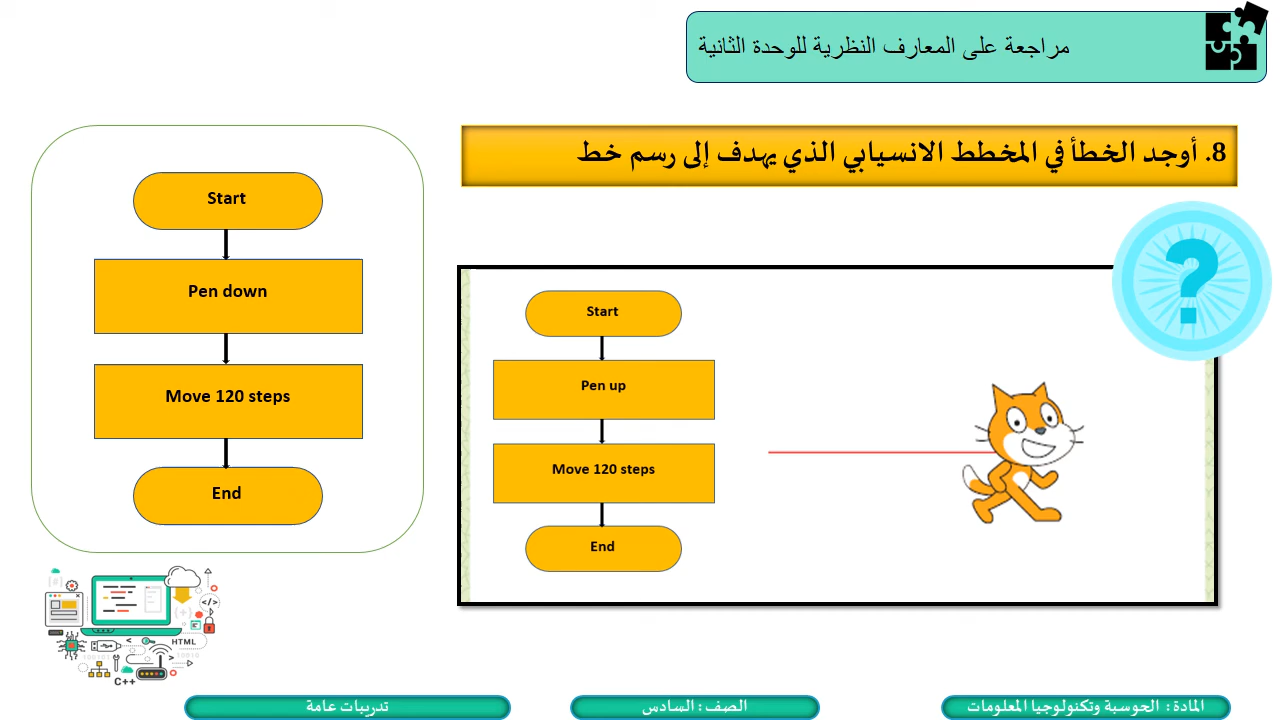 مراجعة على المعارف النظرية للوحدة الثانية
8. أوجد الخطأ في المخطط الانسيابي الذي يهدف إلى رسم خط
Start
Pen down
Move 120 steps
End
Start
Pen up
Move 120 steps
End
?
HTML
C++
المادة : الحوسبة وتكنولوجيا المعلومات
الصف : السادس
تدريبات عامة